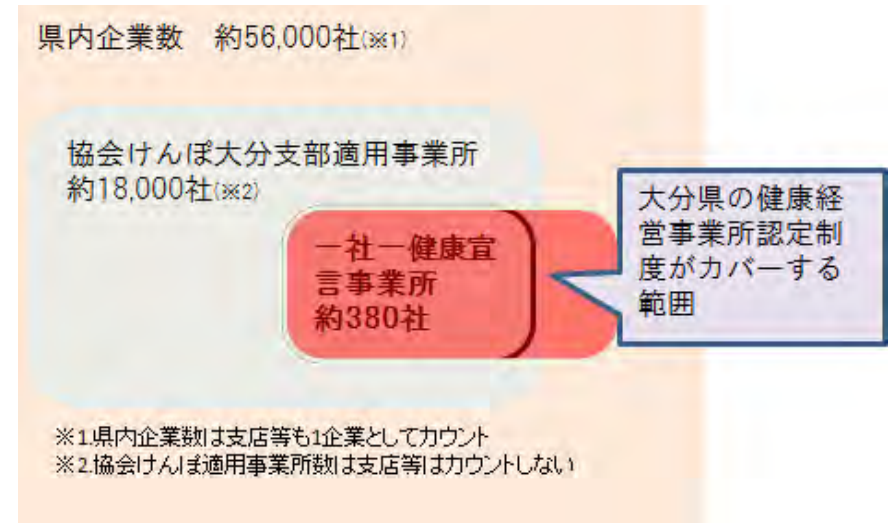 県内企業数　約56,000社(※1)
協会けんぽ大分支部適用事業所
約18,000社(※2)
一社一健康宣
言事業所
約380社
大分県の健康経
営事業所認定制
度がカバーする
範囲
※1.県内企業数は支店等も1企業としてカウント
※2.協会けんぽ適用事業所数は支店等はカウントしない